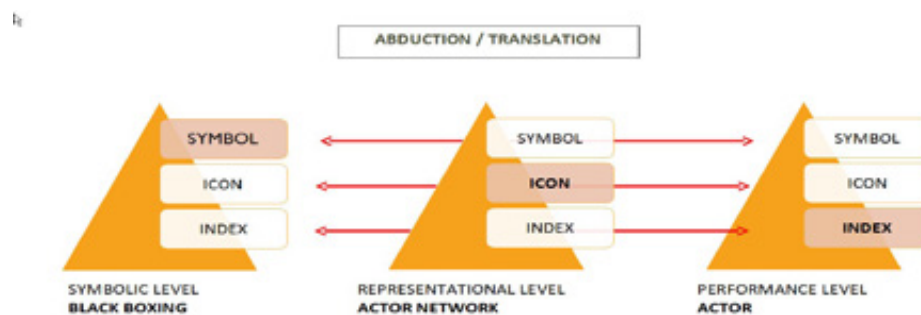 ABDUCTION / TRANSLATION
SYMBOL
ICON
INDEX
SYMBOLIC LEVEL
BLACK BOXING
SYMBOL
ICON
INDEX
REPRESENTATIONAL LEVEL
ACTOR NETWORK
SYMBOL
ICON
INDEX
PERFORMANCE LEVEL
ACTOR